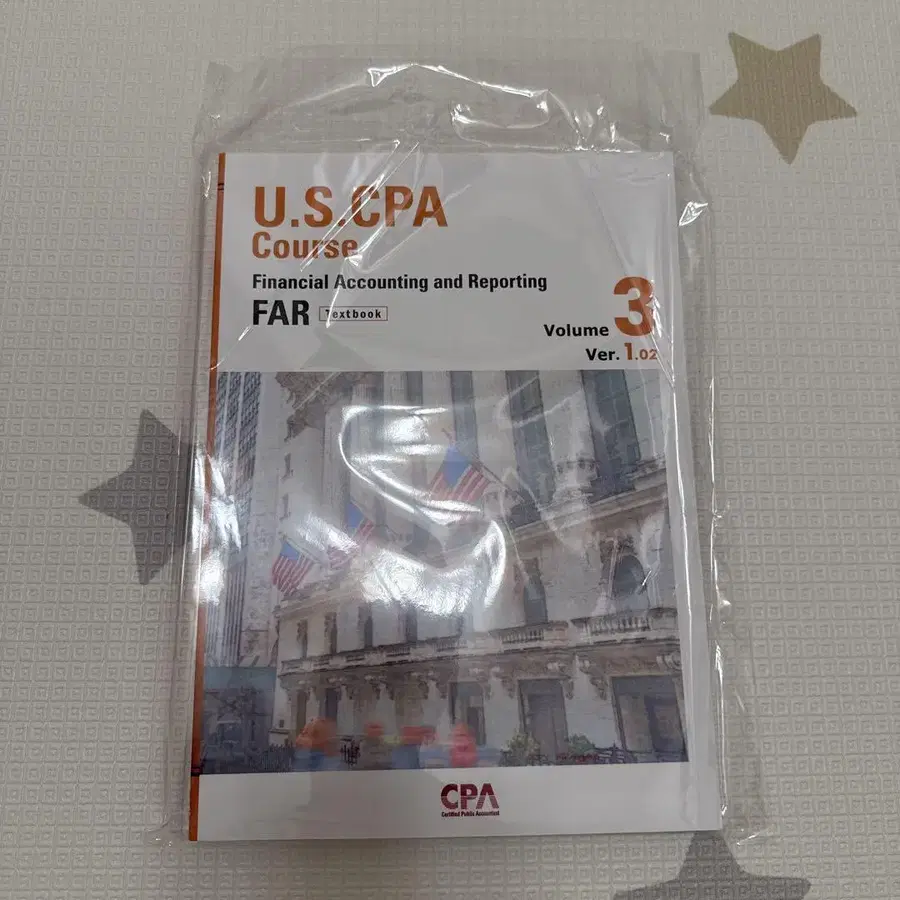 U.S.CPA
Course
Financial Accounting and Reporting
FAR Textbook
Volume 3
Ver. 1.02
CPA
Certified Public Accountant